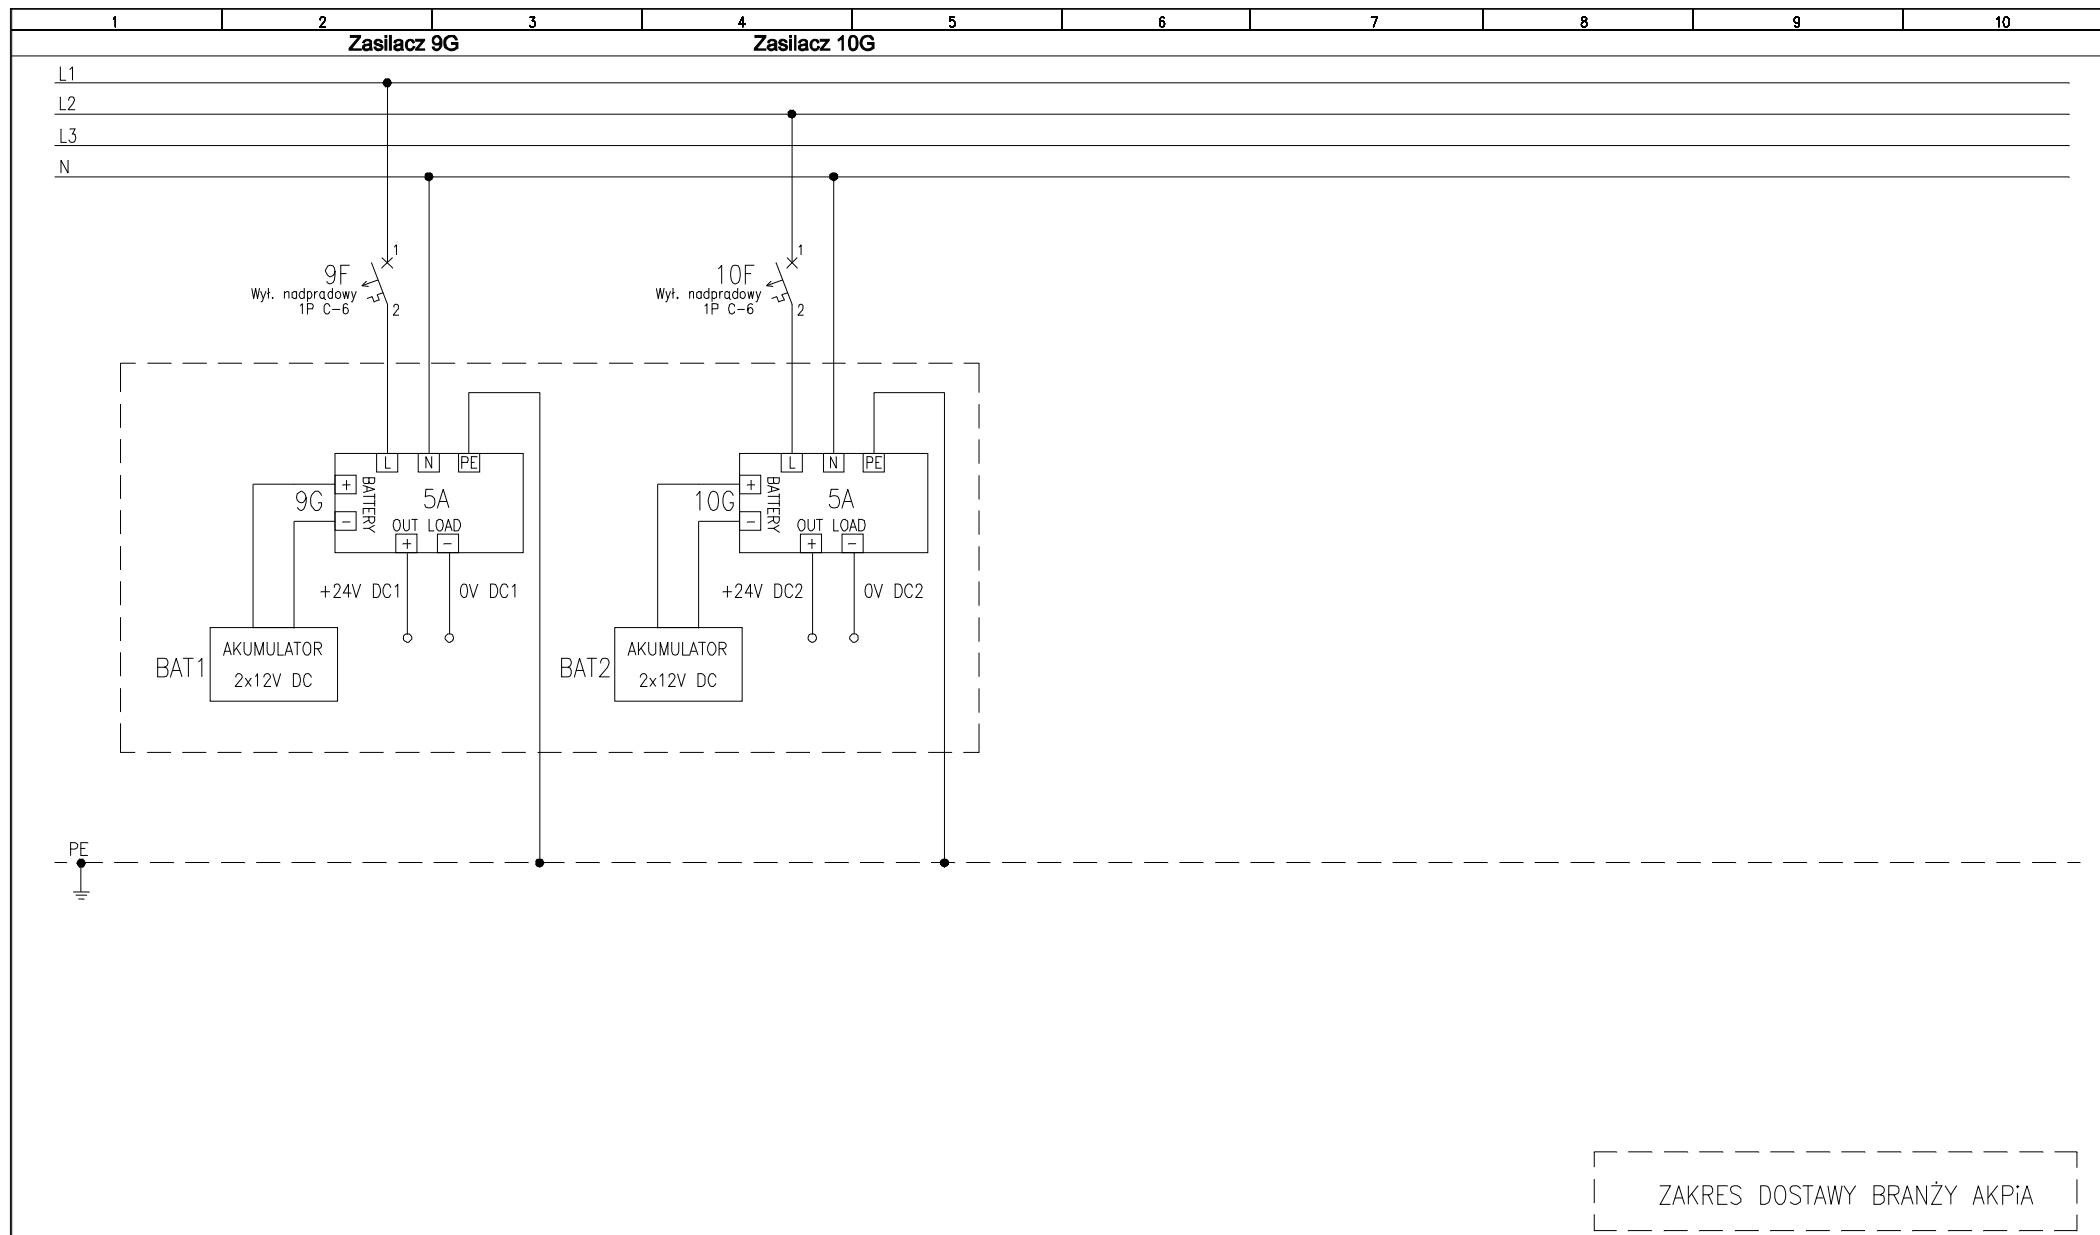 1 2 3 4 5 6 7 8 9 10
Zasilacz 9G Zasilacz 10G
L1
L2
L3
N
1 1
9F 10F
Wył. nadprądowy Wył. nadprądowy
1P C-6 1P C-6
2 2
L N PE L N PE
+ +
9G BATTERY 5A 10G BATTERY 5A
- -
OUT LOAD OUT LOAD
+ - + -
+24V DC1 0V DC1 +24V DC2 0V DC2
AKUMULATOR AKUMULATOR
BAT1 BAT2
2x12V DC 2x12V DC
PE
ZAKRES DOSTAWY BRANŻY AKPiA